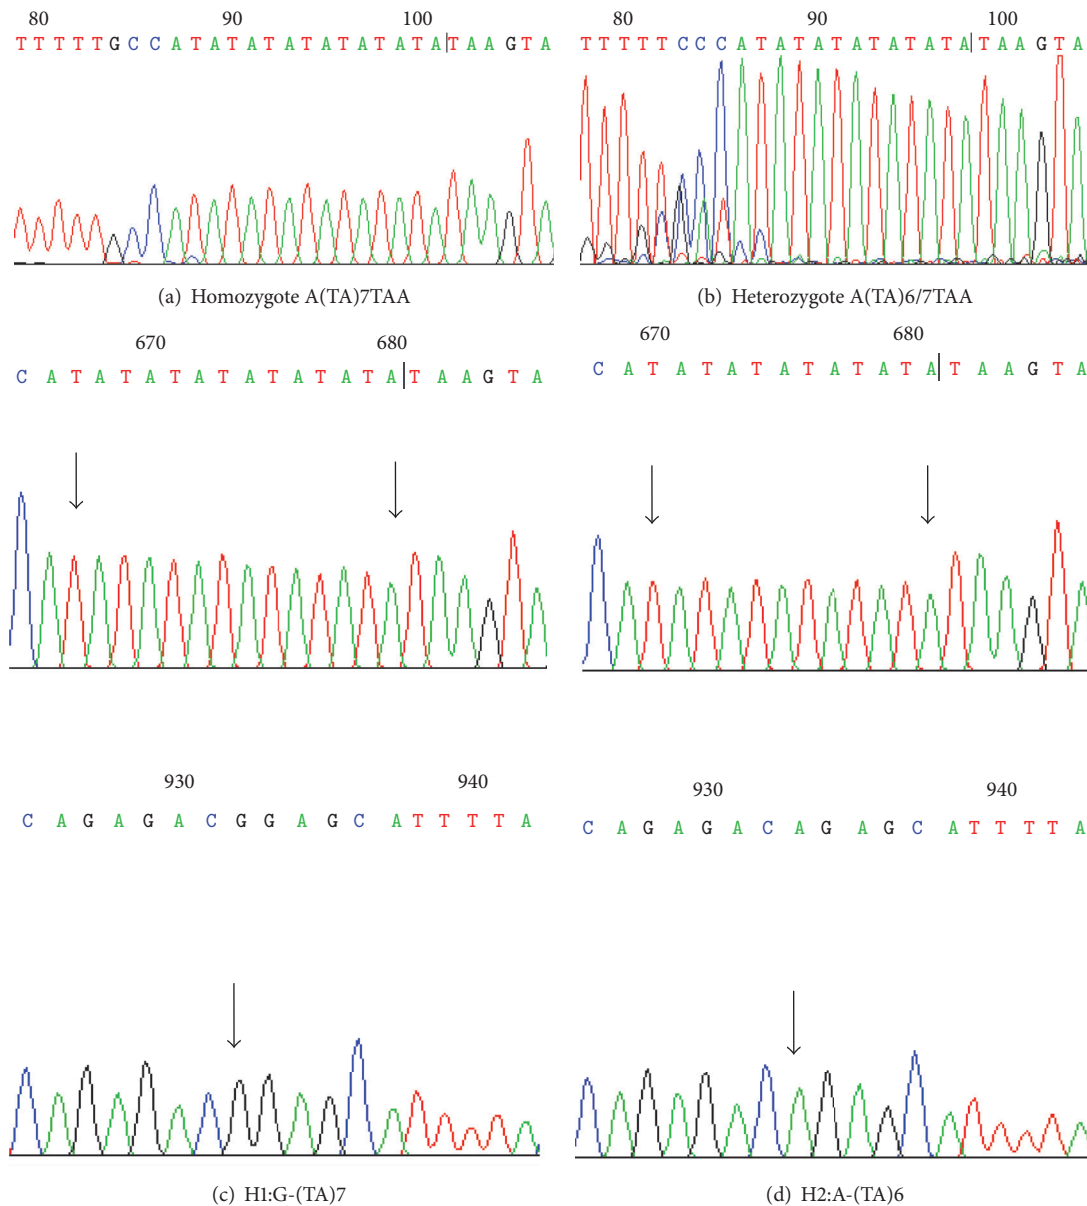 80 90 100
T T T T T G C C A T A T A T A T A T A T A T A|T A A G T A
(a) Homozygote A(TA)7TAA
80 90 100
T T T T T C C C A T A T A T A T A T A T A|T A A G T A
(b) Heterozygote A(TA)6/7TAA
670 680
C A T A T A T A T A T A T A T A|T A A G T A
930 940
C A G A G A C G G A G C A T T T T A
(c) H1:G-(TA)7
670 680
C A T A T A T A T A T A T A|T A A G T A
930 940
C A G A G A C A G A G C A T T T T A
(d) H2:A-(TA)6